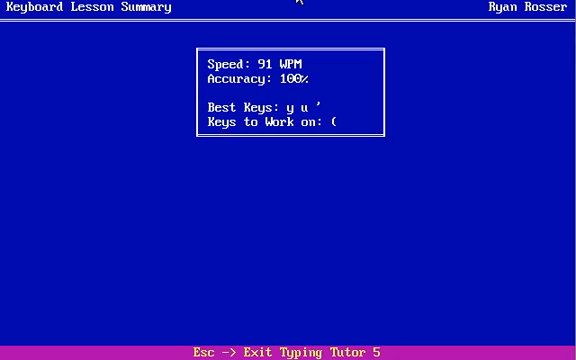 Keyboard Lesson Summary Ryan Rosser
Speed: 91 WPM
Accuracy: 100%
Best Keys: y u '
Keys to Work on: (
Esc -> Exit Typing Tutor 5